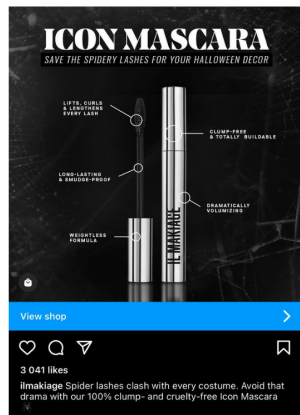 ICON MASCARA
SAVE THE SPIDERY LASHES FOR YOUR HALLOWEEN DECOR
LIFTS, CURLS
& LENGTHENS
EVERY LASH
CLUMP-FREE
& TOTALLY BUILDABLE
LONG-LASTING
& SMUDGE-PROOF
DRAMATICALLY
VOLUMIZING
WEIGHTLESS
FORMULA
IL MAKIAGE
View shop
3 041 likes
ilmakiage Spider lashes clash with every costume. Avoid that
drama with our 100% clump- and cruelty-free Icon Mascara